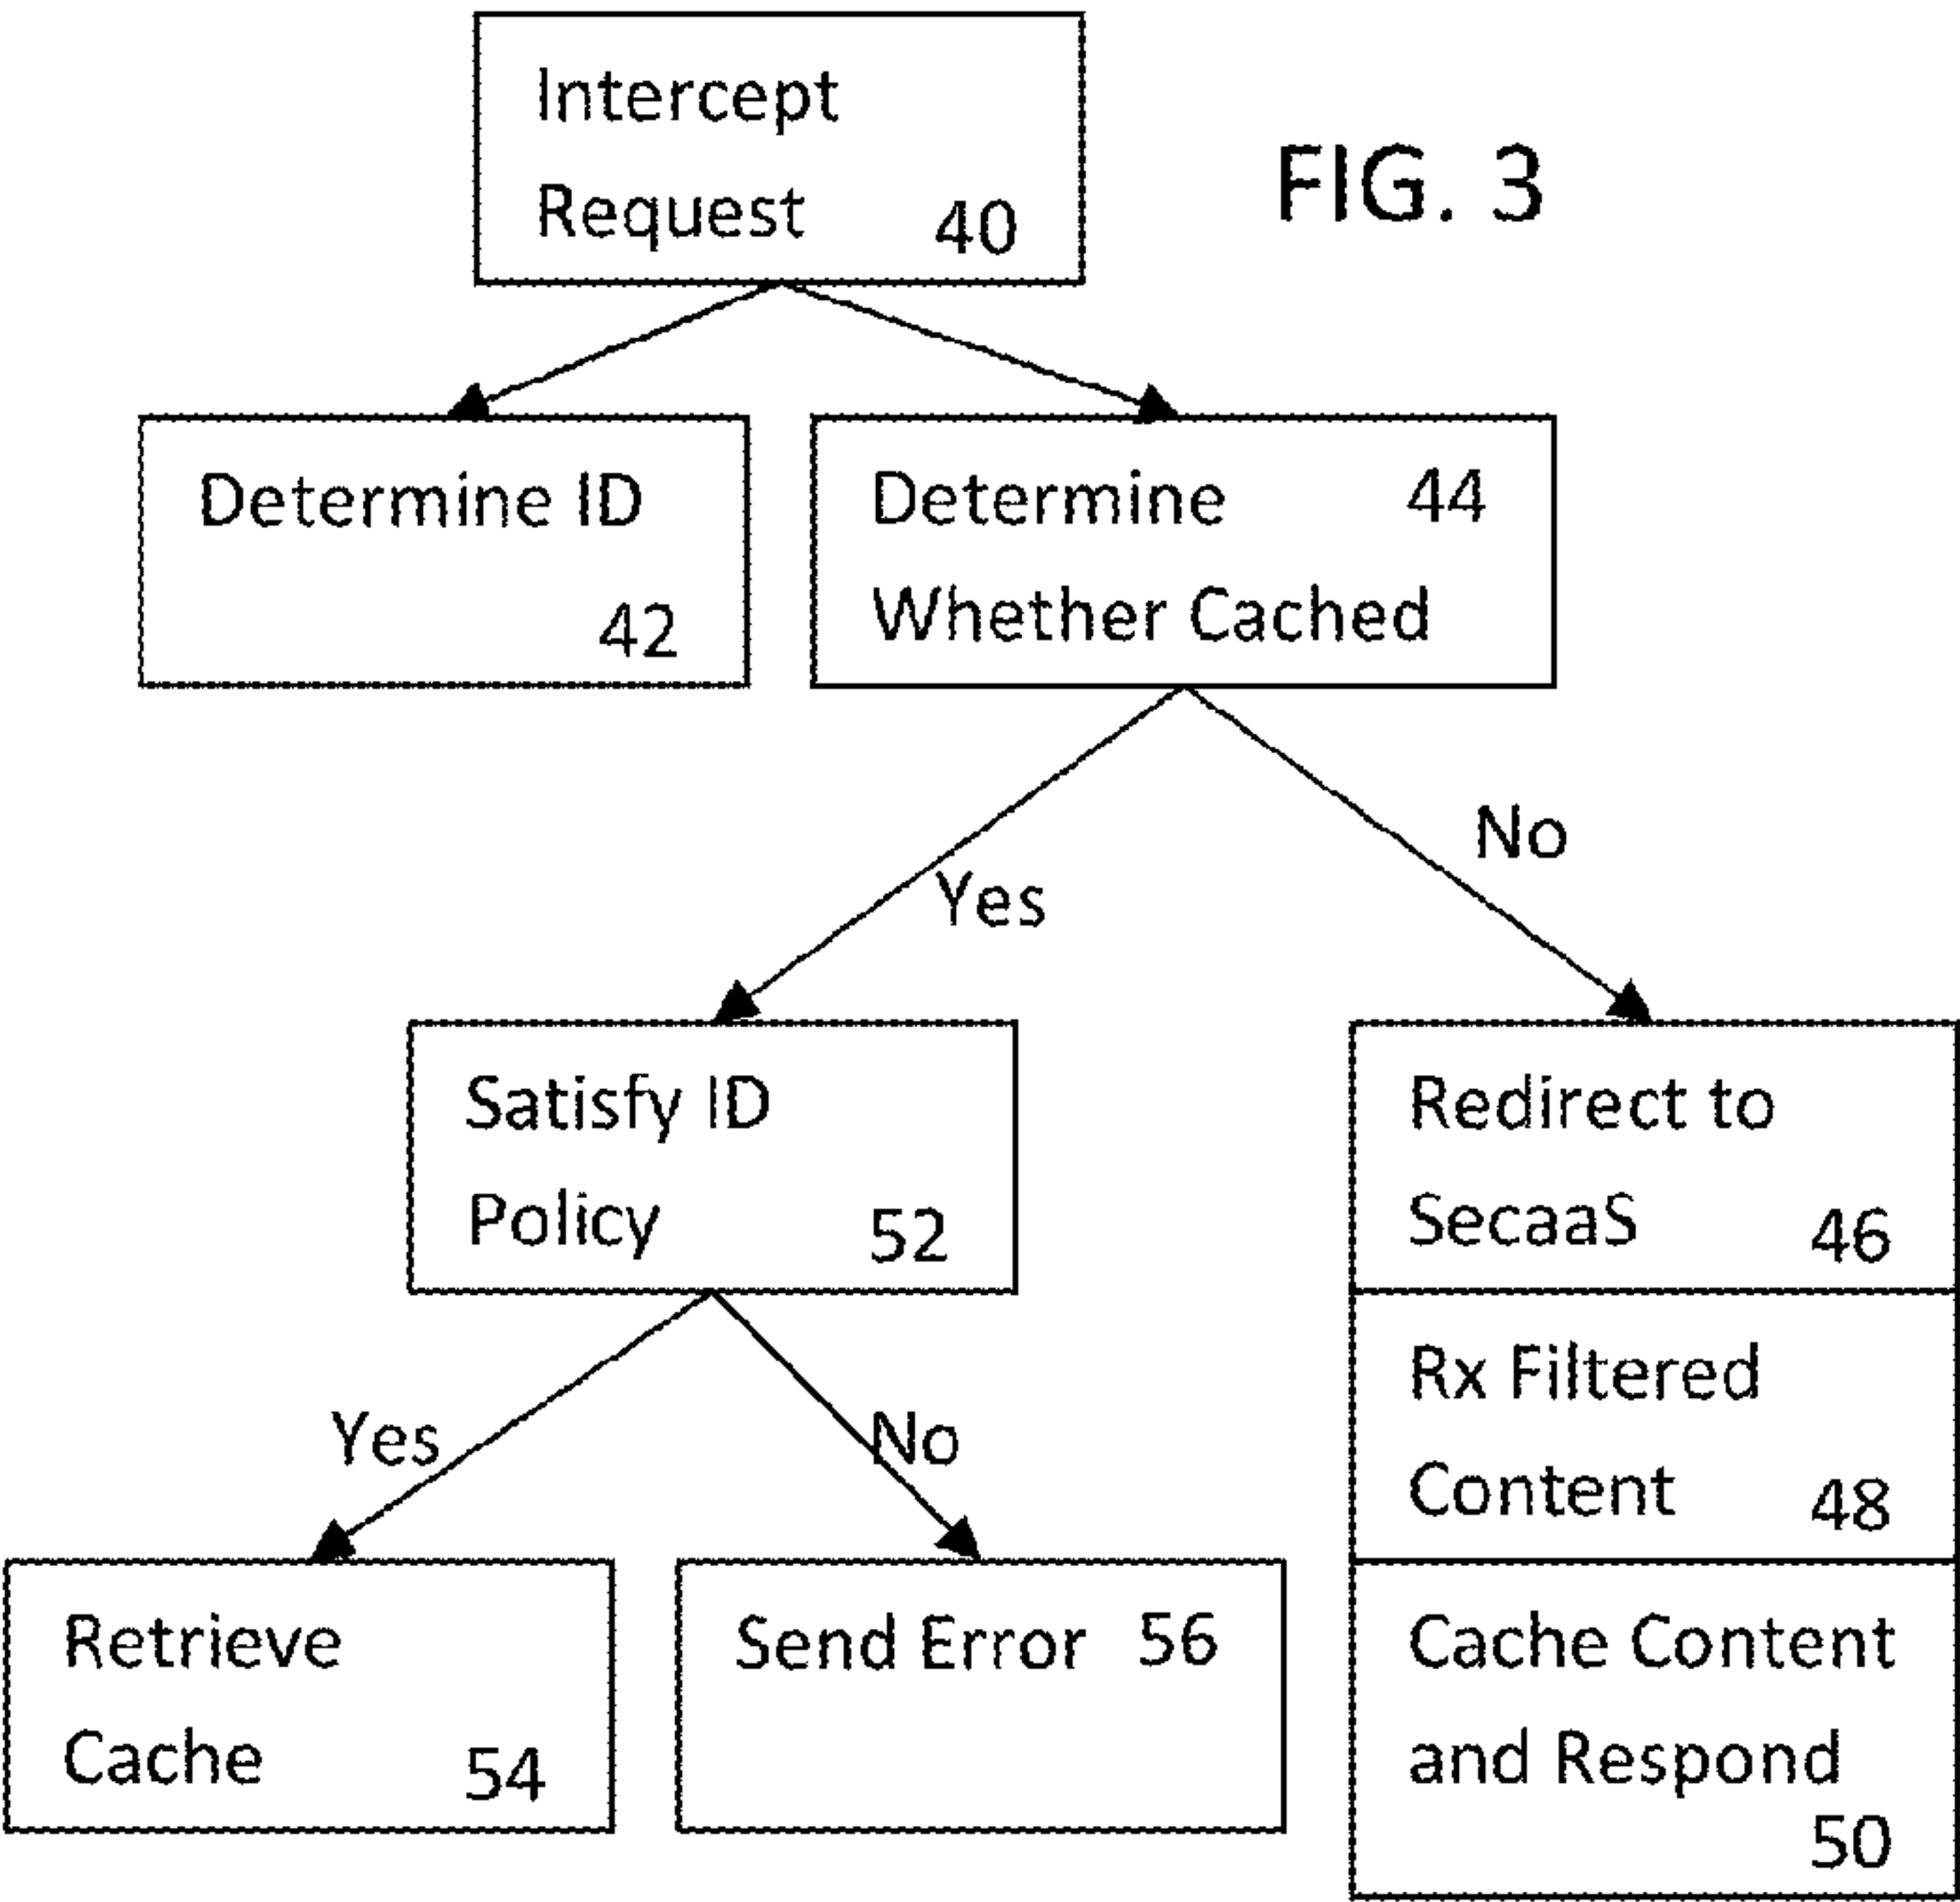 Intercept
Request 40
FIG. 3
Determine ID
42
Determine 44
Whether Cached
Yes
No
Satisfy ID
Policy 52
Redirect to
SecaaS 46
Rx Filtered
Content 48
Yes
No
Retrieve
Cache 54
Send Error 56
Cache Content
and Respond
50